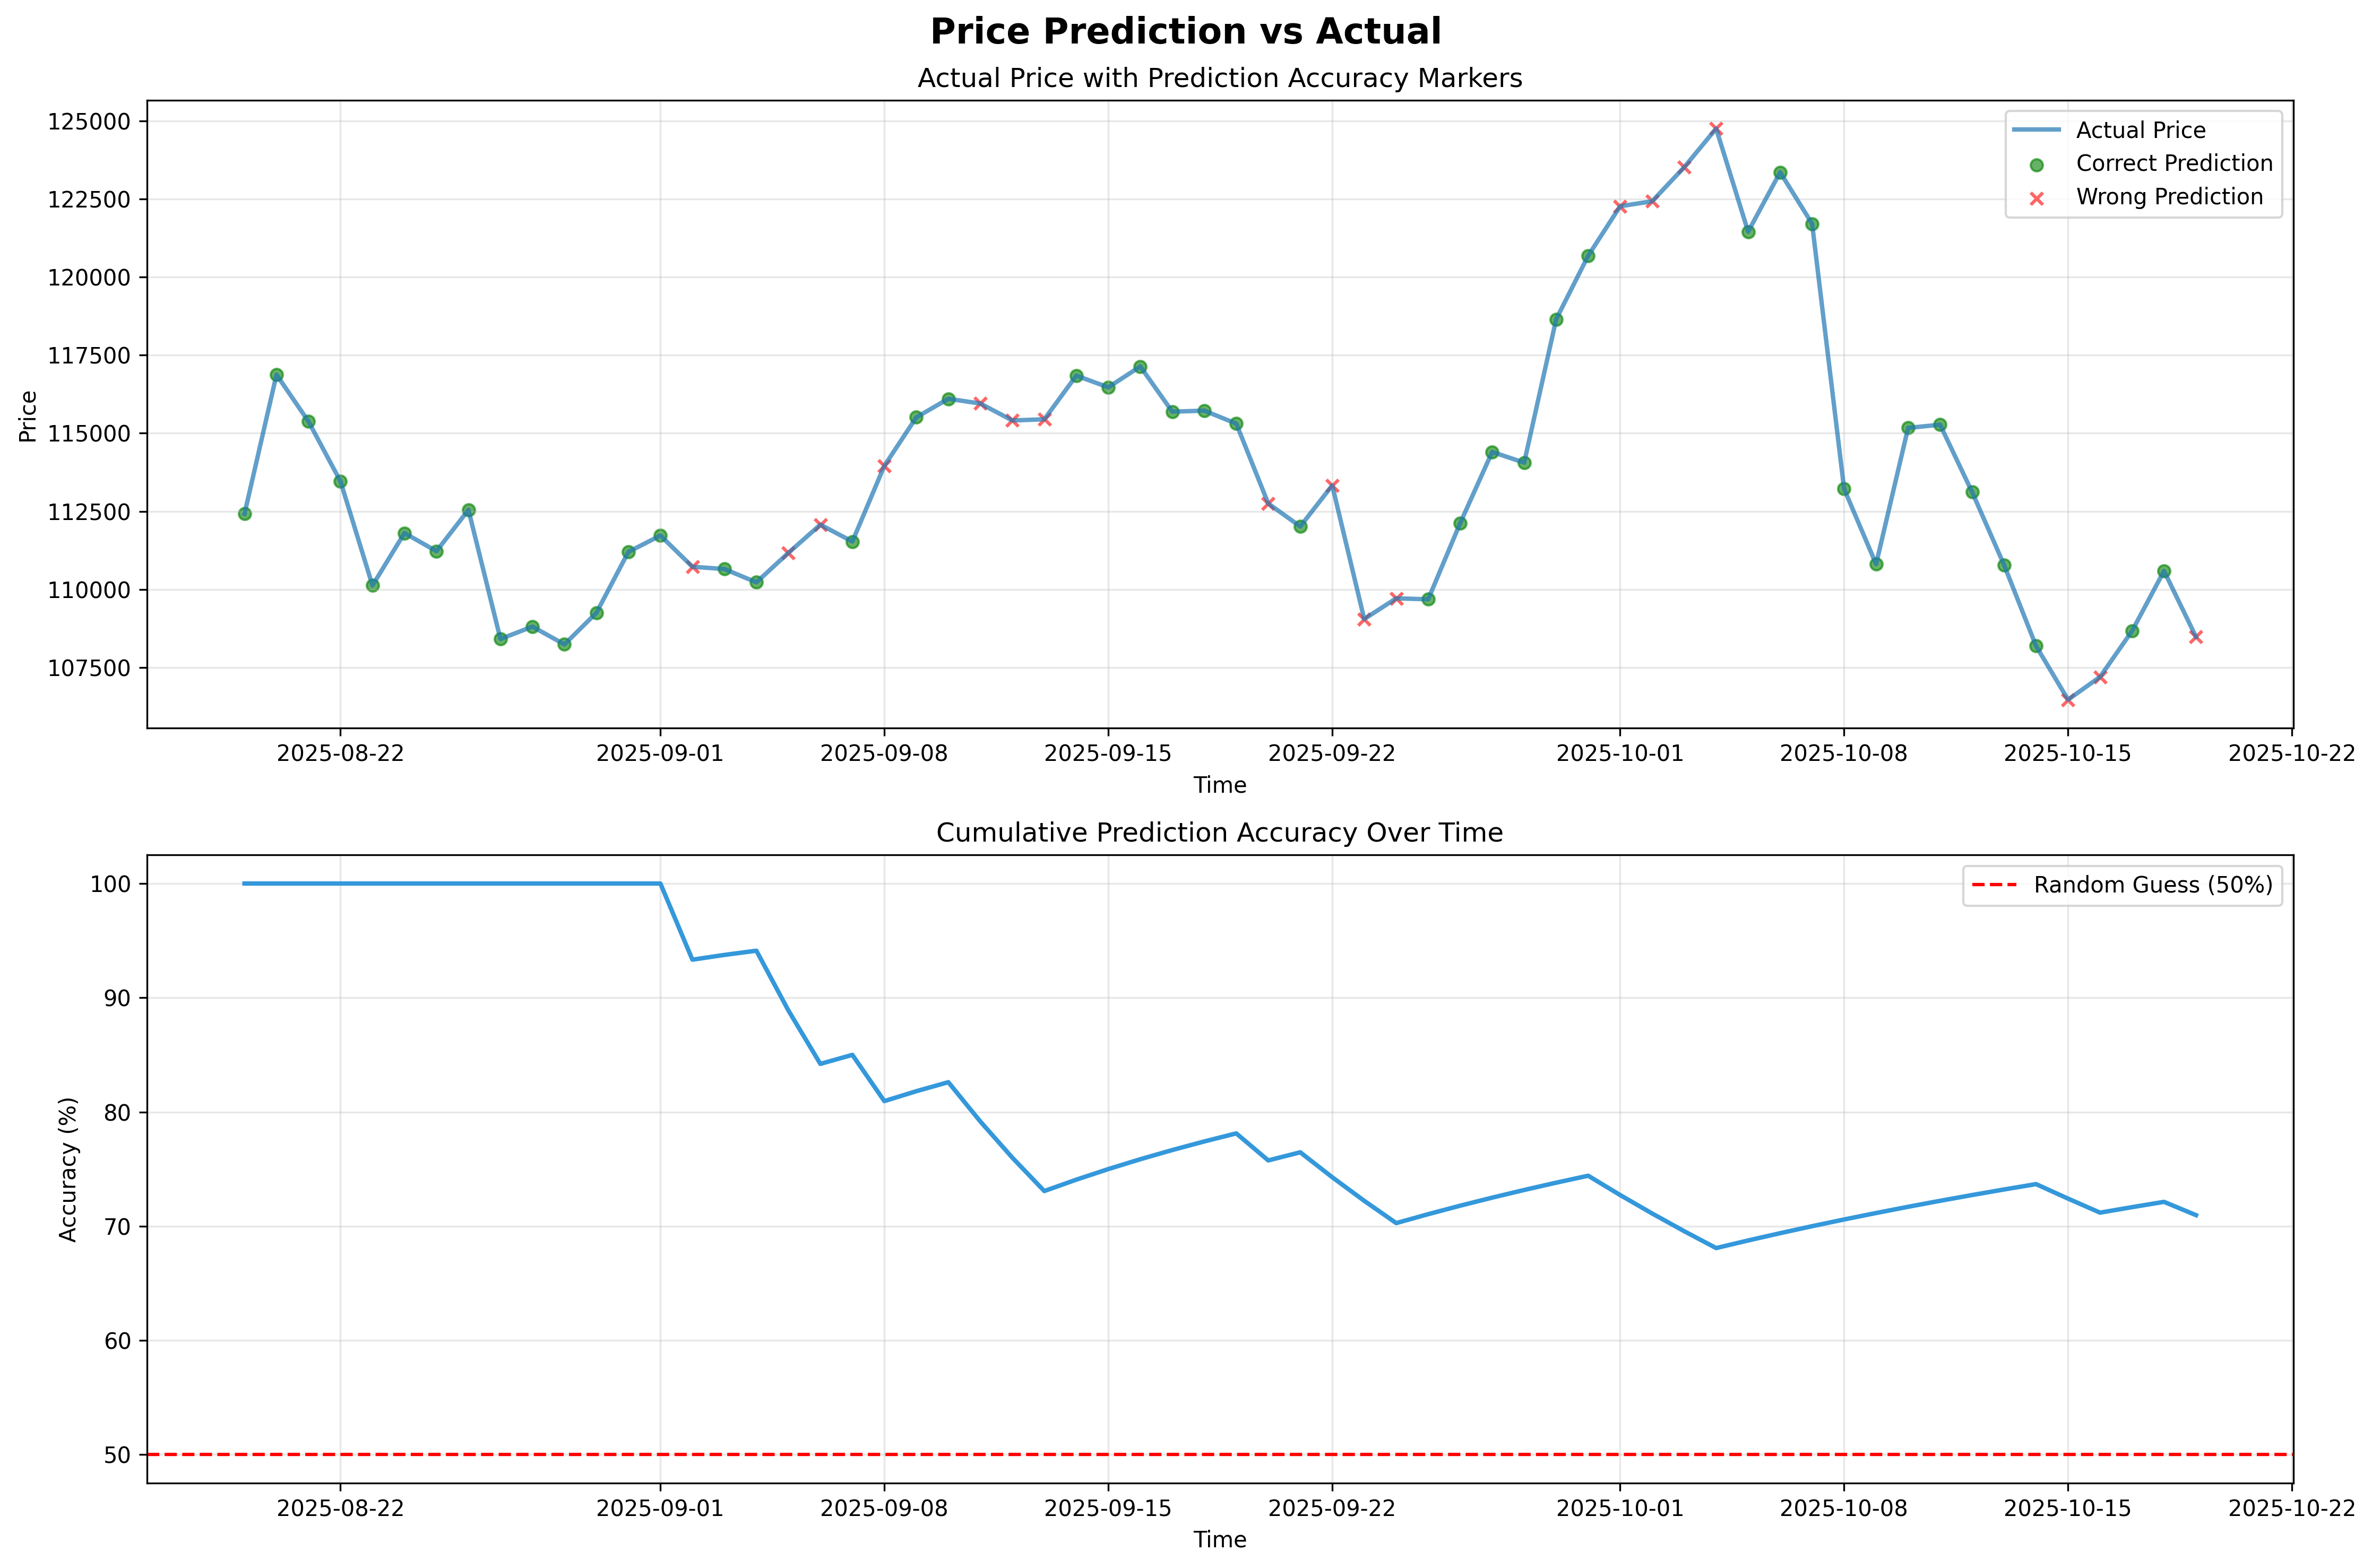 Price Prediction vs Actual
Actual Price with Prediction Accuracy Markers
125000
122500
120000
117500
115000
112500
110000
107500
Price
Actual Price
Correct Prediction
Wrong Prediction
2025-08-22 2025-09-01 2025-09-08 2025-09-15 2025-09-22 2025-10-01 2025-10-08 2025-10-15 2025-10-22
Time
Cumulative Prediction Accuracy Over Time
100
90
80
70
60
50
Accuracy (%)
Random Guess (50%)
2025-08-22 2025-09-01 2025-09-08 2025-09-15 2025-09-22 2025-10-01 2025-10-08 2025-10-15 2025-10-22
Time